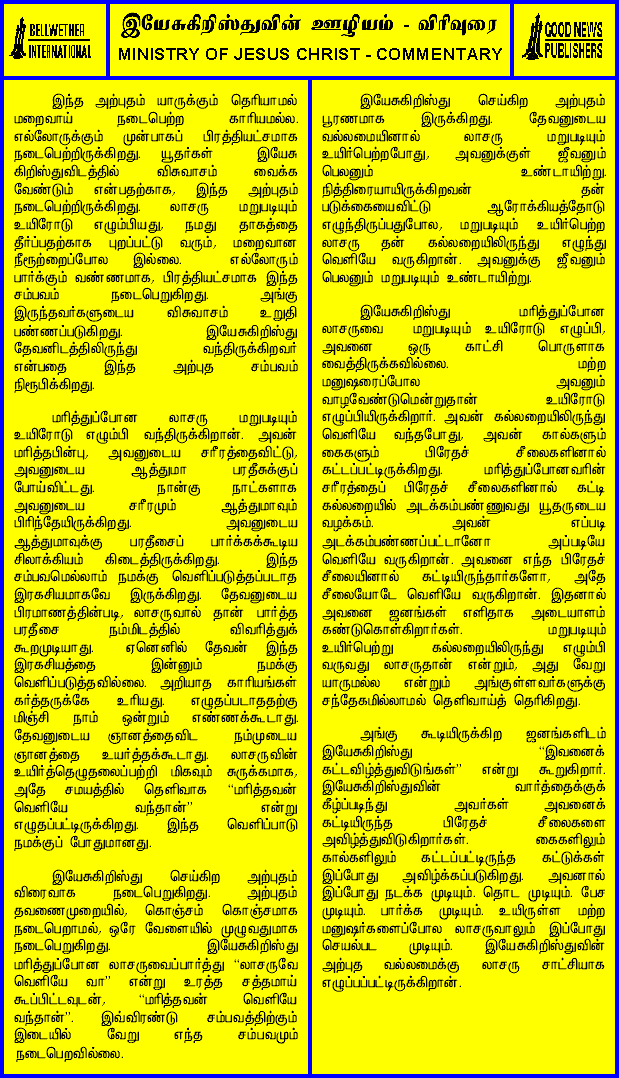 BELLWETHER
INTERNATIONAL
இயேசுகிறிஸ்துவின் ஊழியம் - விரிவுரை
MINISTRY OF JESUS CHRIST - COMMENTARY
GOOD NEWS
PUBLISHERS
இந்த அற்புதம் யாருக்கும் தெரியாமல்
மறைவாய் நடைபெற்ற காரியமல்ல.
எல்லோருக்கும் முன்பாகப் பிரத்தியட்சமாக
நடைபெற்றிருக்கிறது. யூதர்கள் இயேசு
கிறிஸ்துவிடத்தில் விசுவாசம் வைக்க
வேண்டும் என்பதற்காக, இந்த அற்புதம்
நடைபெற்றிருக்கிறது. லாசரு மறுபடியும்
உயிரோடு எழும்பியது, நமது தாகத்தை
தீர்ப்பதற்காக புறப்பட்டு வரும், மறைவான
நீரூற்றைப்போல இல்லை. எல்லோரும்
பார்க்கும் வண்ணமாக, பிரத்தியட்சமாக இந்த
சம்பவம் நடைபெறுகிறது. அங்கு
இருந்தவர்களுடைய விசுவாசம் உறுதி
பண்ணப்படுகிறது. இயேசுகிறிஸ்து
தேவனிடத்திலிருந்து வந்திருக்கிறவர்
என்பதை இந்த அற்புத சம்பவம்
நிரூபிக்கிறது.
மரித்துப்போன லாசரு மறுபடியும்
உயிரோடு எழும்பி வந்திருக்கிறான். அவன்
மரித்தபின்பு, அவனுடைய சரீரத்தைவிட்டு,
அவனுடைய ஆத்துமா பரதீசுக்குப்
போய்விட்டது. நான்கு நாட்களாக
அவனுடைய சரீரமும் ஆத்துமாவும்
பிரிந்தேயிருக்கிறது. அவனுடைய
ஆத்துமாவுக்கு பரதீசைப் பார்க்கக்கூடிய
சிலாக்கியம் கிடைத்திருக்கிறது. இந்த
சம்பவமெல்லாம் நமக்கு வெளிப்படுத்தப்படாத
இரகசியமாகவே இருக்கிறது. தேவனுடைய
பிரமாணத்தின்படி, லாசருவால் தான் பார்த்த
பரதீசை நம்மிடத்தில் விவரித்துக்
கூறமுடியாது. ஏனெனில் தேவன் இந்த
இரகசியத்தை இன்னும் நமக்கு
வெளிப்படுத்தவில்லை. அறியாத காரியங்கள்
கர்த்தருக்கே உரியது. எழுதப்படாததற்கு
மிஞ்சி நாம் ஒன்றும் எண்ணக்கூடாது.
தேவனுடைய ஞானத்தைவிட நம்முடைய
ஞானத்தை உயர்த்தக்கூடாது. லாசருவின்
உயிர்த்தெழுதலைப்பற்றி மிகவும் சுருக்கமாக,
அதே சமயத்தில் தெளிவாக “மரித்தவன்
வெளியே வந்தான்” என்று
எழுதப்பட்டிருக்கிறது. இந்த வெளிப்பாடு
நமக்குப் போதுமானது.
இயேசுகிறிஸ்து செய்கிற அற்புதம்
விரைவாக நடைபெறுகிறது. அற்புதம்
தவணைமுறையில், கொஞ்சம் கொஞ்சமாக
நடைபெறாமல், ஒரே வேளையில் முழுவதுமாக
நடைபெறுகிறது. இயேசுகிறிஸ்து
மரித்துப்போன லாசருவைப்பார்த்து “லாசருவே
வெளியே வா” என்று உரத்த சத்தமாய்
கூப்பிட்டவுடன், “மரித்தவன் வெளியே
வந்தான்”. இவ்விரண்டு சம்பவத்திற்கும்
இடையில் வேறு எந்த சம்பவமும்
நடைபெறவில்லை.
இயேசுகிறிஸ்து செய்கிற அற்புதம்
பூரணமாக இருக்கிறது. தேவனுடைய
வல்லமையினால் லாசரு மறுபடியும்
உயிர்பெற்றபோது, அவனுக்குள் ஜீவனும்
பெலனும் உண்டாயிற்று.
நித்திரையாயிருக்கிறவன் தன்
படுக்கையைவிட்டு ஆரோக்கியத்தோடு
எழுந்திருப்பதுபோல, மறுபடியும் உயிர்பெற்ற
லாசரு தன் கல்லறையிலிருந்து எழுந்து
வெளியே வருகிறான். அவனுக்கு ஜீவனும்
பெலனும் மறுபடியும் உண்டாயிற்று.
இயேசுகிறிஸ்து மரித்துப்போன
லாசருவை மறுபடியும் உயிரோடு எழுப்பி,
அவனை ஒரு காட்சி பொருளாக
வைத்திருக்கவில்லை. மற்ற
மனுஷரைப்போல அவனும்
வாழவேண்டுமென்றுதான் உயிரோடு
எழுப்பியிருக்கிறார். அவன் கல்லறையிலிருந்து
வெளியே வந்தபோது, அவன் கால்களும்
கைகளும் பிரேதச் சீலைகளினால்
கட்டப்பட்டிருக்கிறது. மரித்துப்போனவரின்
சரீரத்தைப் பிரேதச் சீலைகளினால் கட்டி
கல்லறையில் அடக்கம்பண்ணுவது யூதருடைய
வழக்கம். அவன் எப்படி
அடக்கம்பண்ணப்பட்டானோ அப்படியே
வெளியே வருகிறான். அவனை எந்த பிரேதச்
சீலையினால் கட்டியிருந்தார்களோ, அதே
சீலையோடே வெளியே வருகிறான். இதனால்
அவனை ஜனங்கள் எளிதாக அடையாளம்
கண்டுகொள்கிறார்கள். மறுபடியும்
உயிர்பெற்று கல்லறையிலிருந்து எழும்பி
வருவது லாசருதான் என்றும், அது வேறு
யாருமல்ல என்றும் அங்குள்ளவர்களுக்கு
சந்தேகமில்லாமல் தெளிவாய்த் தெரிகிறது.
அங்கு கூடியிருக்கிற ஜனங்களிடம்
இயேசுகிறிஸ்து “இவனைக்
கட்டவிழ்த்துவிடுங்கள்” என்று கூறுகிறார்.
இயேசுகிறிஸ்துவின் வார்த்தைக்குக்
கீழ்ப்படிந்து அவர்கள் அவனைக்
கட்டியிருந்த பிரேதச் சீலைகளை
அவிழ்த்துவிடுகிறார்கள். கைகளிலும்
கால்களிலும் கட்டப்பட்டிருந்த கட்டுக்கள்
இப்போது அவிழ்க்கப்படுகிறது. அவனால்
இப்போது நடக்க முடியும். தொட முடியும். பேச
முடியும். பார்க்க முடியும். உயிருள்ள மற்ற
மனுஷர்களைப்போல லாசருவாலும் இப்போது
செயல்பட முடியும். இயேசுகிறிஸ்துவின்
அற்புத வல்லமைக்கு லாசரு சாட்சியாக
எழுப்பப்பட்டிருக்கிறான்.